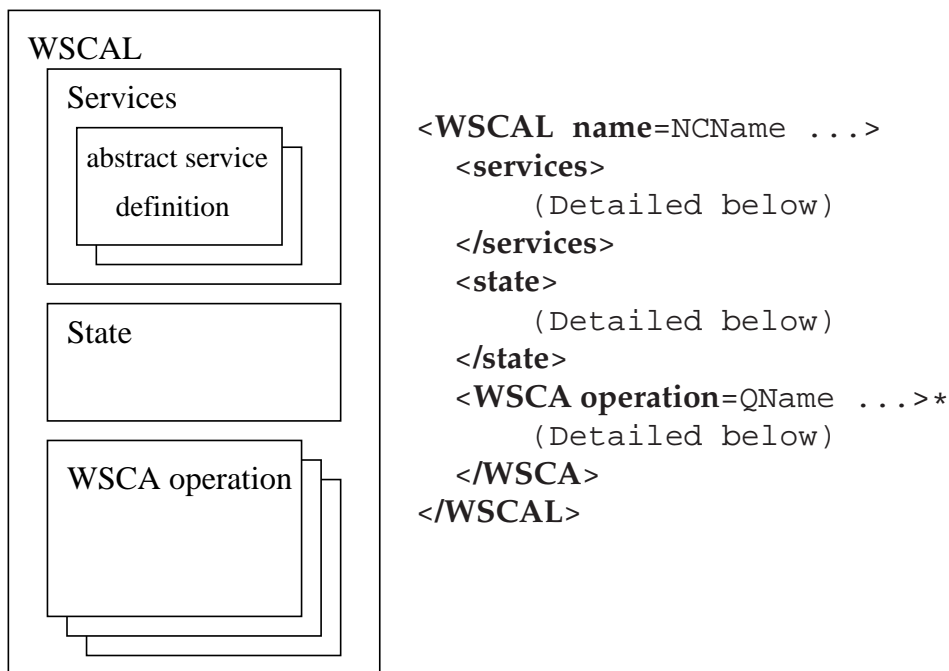 WSCAL
Services
abstract service
definition
State
WSCA operation
<WSCAL name=NCName ...>
<services>
(Detailed below)
</services>
<state>
(Detailed below)
</state>
<WSCA operation=QName ...>*
(Detailed below)
</WSCA>
</WSCAL>